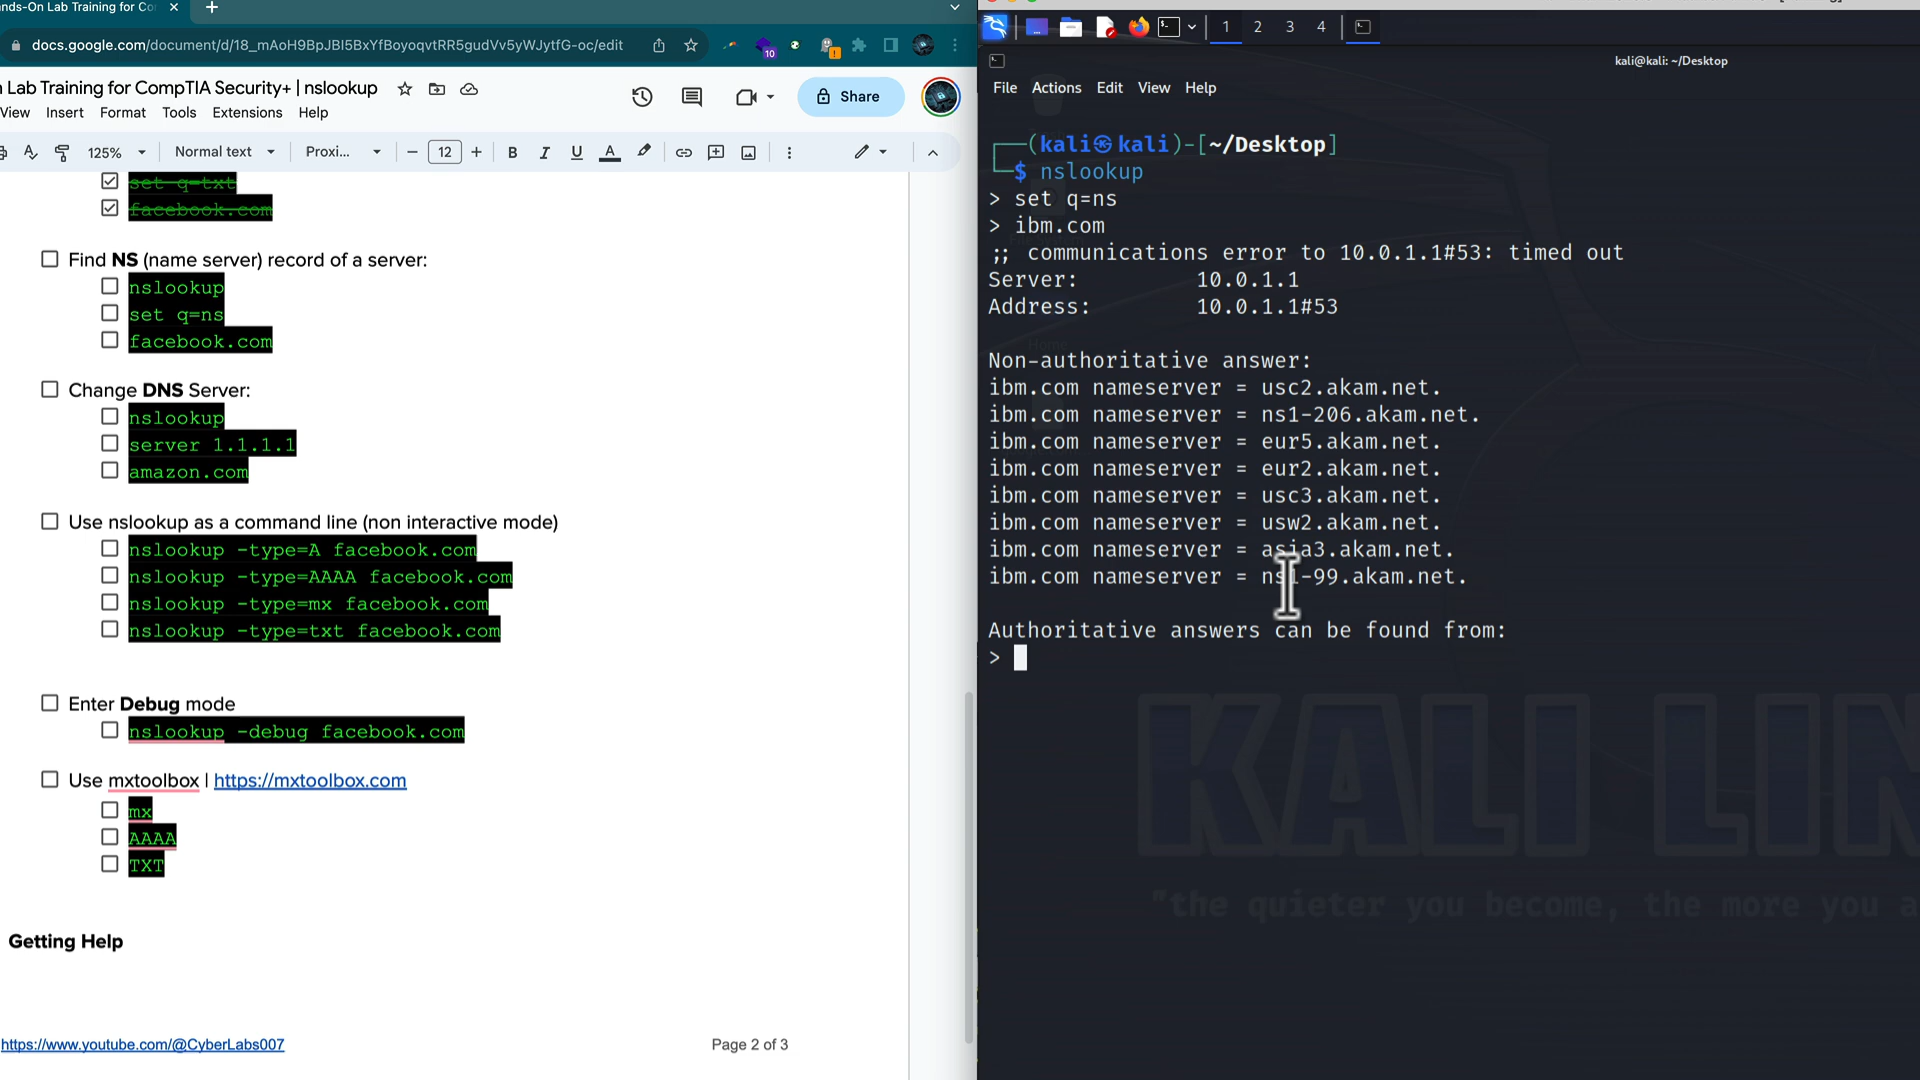 ands-On Lab Training for Co
docs.google.com/document/d/18_mAoH9BpJBI5BxYfBoyoqvtRR5gudVv5yWJytfG-oc/edit
10
Lab Training for CompTIA Security+ | nslookup
Share
View Insert Format Tools Extensions Help
125% Normal text Proxi... 12 B I U A
set q=txt
facebook.com
Find NS (name server) record of a server:
nslookup
set q=ns
facebook.com
Change DNS Server:
nslookup
server 1.1.1.1
amazon.com
Use nslookup as a command line (non interactive mode)
nslookup -type=A facebook.com
nslookup -type=AAAA facebook.com
nslookup -type=mx facebook.com
nslookup -type=txt facebook.com
Enter Debug mode
nslookup -debug facebook.com
Use mxtoolbox | https://mxtoolbox.com
mx
AAAA
TXT
Getting Help
https://www.youtube.com/@CyberLabs007
Page 2 of 3
1 2 3 4
kali@kali: ~/Desktop
File Actions Edit View Help
(kali㉿kali)-[~/Desktop]
$ nslookup
> set q=ns
> ibm.com
;; communications error to 10.0.1.1#53: timed out
Server: 10.0.1.1
Address: 10.0.1.1#53
Home
Non-authoritative answer:
ibm.com nameserver = usc2.akam.net.
ibm.com nameserver = ns1-206.akam.net.
ibm.com nameserver = eur5.akam.net.
ibm.com nameserver = eur2.akam.net.
ibm.com nameserver = usc3.akam.net.
ibm.com nameserver = usw2.akam.net.
ibm.com nameserver = asia3.akam.net.
ibm.com nameserver = ns1-99.akam.net.
Authoritative answers can be found from:
>
KALI LIN
"the quieter you become, the more you a